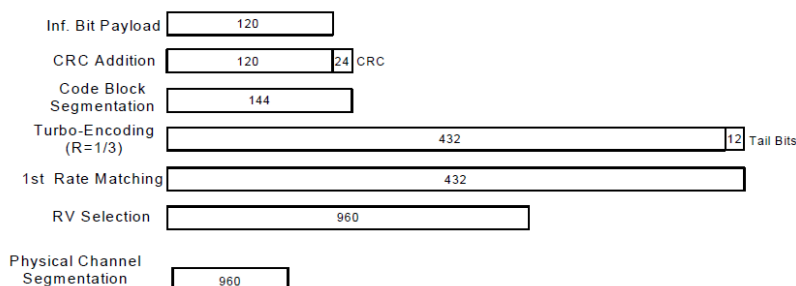 Inf. Bit Payload 120
CRC Addition 120 24 CRC
Code Block
Segmentation 144
Turbo-Encoding
(R=1/3) 432 12 Tail Bits
1st Rate Matching 432
RV Selection 960
Physical Channel
Segmentation 960